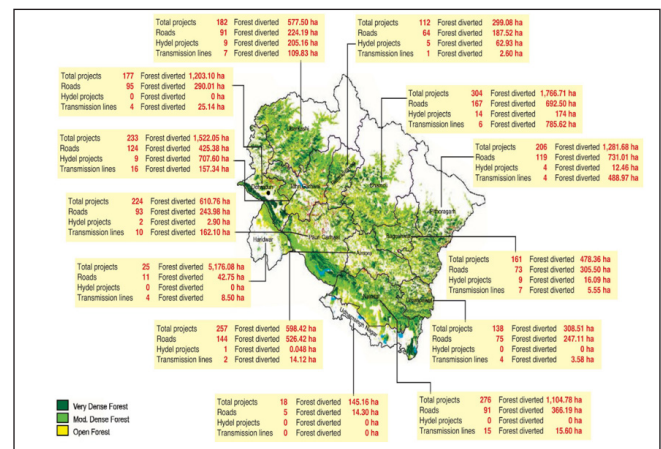 Total projects 182 Forest diverted 577.50 ha
Roads 91 Forest diverted 224.19 ha
Hydel projects 9 Forest diverted 205.16 ha
Transmission lines 7 Forest diverted 109.83 ha
Total projects 112 Forest diverted 299.08 ha
Roads 64 Forest diverted 187.52 ha
Hydel projects 5 Forest diverted 62.93 ha
Transmission lines 1 Forest diverted 2.60 ha
Total projects 177 Forest diverted 1,203.10 ha
Roads 95 Forest diverted 290.01 ha
Hydel projects 0 Forest diverted 0 ha
Transmission lines 4 Forest diverted 25.14 ha
Total projects 304 Forest diverted 1,766.71 ha
Roads 167 Forest diverted 692.50 ha
Hydel projects 14 Forest diverted 174 ha
Transmission lines 6 Forest diverted 785.62 ha
Total projects 233 Forest diverted 1,522.05 ha
Roads 124 Forest diverted 425.38 ha
Hydel projects 9 Forest diverted 707.60 ha
Transmission lines 16 Forest diverted 157.34 ha
Total projects 206 Forest diverted 1,281.68 ha
Roads 119 Forest diverted 731.01 ha
Hydel projects 4 Forest diverted 12.46 ha
Transmission lines 4 Forest diverted 488.97 ha
Total projects 224 Forest diverted 610.76 ha
Roads 93 Forest diverted 243.98 ha
Hydel projects 2 Forest diverted 2.90 ha
Transmission lines 10 Forest diverted 162.10 ha
Pauri Garhwal
Haridwar
Almora
Total projects 25 Forest diverted 5,176.08 ha
Roads 11 Forest diverted 42.75 ha
Hydel projects 0 Forest diverted 0 ha
Transmission lines 4 Forest diverted 8.50 ha
Total projects 161 Forest diverted 478.36 ha
Roads 73 Forest diverted 305.50 ha
Hydel projects 9 Forest diverted 16.09 ha
Transmission lines 7 Forest diverted 5.55 ha
Total projects 257 Forest diverted 598.42 ha
Roads 144 Forest diverted 526.42 ha
Hydel projects 1 Forest diverted 0.048 ha
Transmission lines 2 Forest diverted 14.12 ha
Total projects 138 Forest diverted 308.51 ha
Roads 75 Forest diverted 247.11 ha
Hydel projects 0 Forest diverted 0 ha
Transmission lines 4 Forest diverted 3.58 ha
Total projects 18 Forest diverted 145.16 ha
Roads 5 Forest diverted 14.30 ha
Hydel projects 0 Forest diverted 0 ha
Transmission lines 0 Forest diverted 0 ha
Total projects 276 Forest diverted 1,104.78 ha
Roads 91 Forest diverted 366.19 ha
Hydel projects 0 Forest diverted 0 ha
Transmission lines 15 Forest diverted 15.60 ha
Very Dense Forest
Mod. Dense Forest
Open Forest